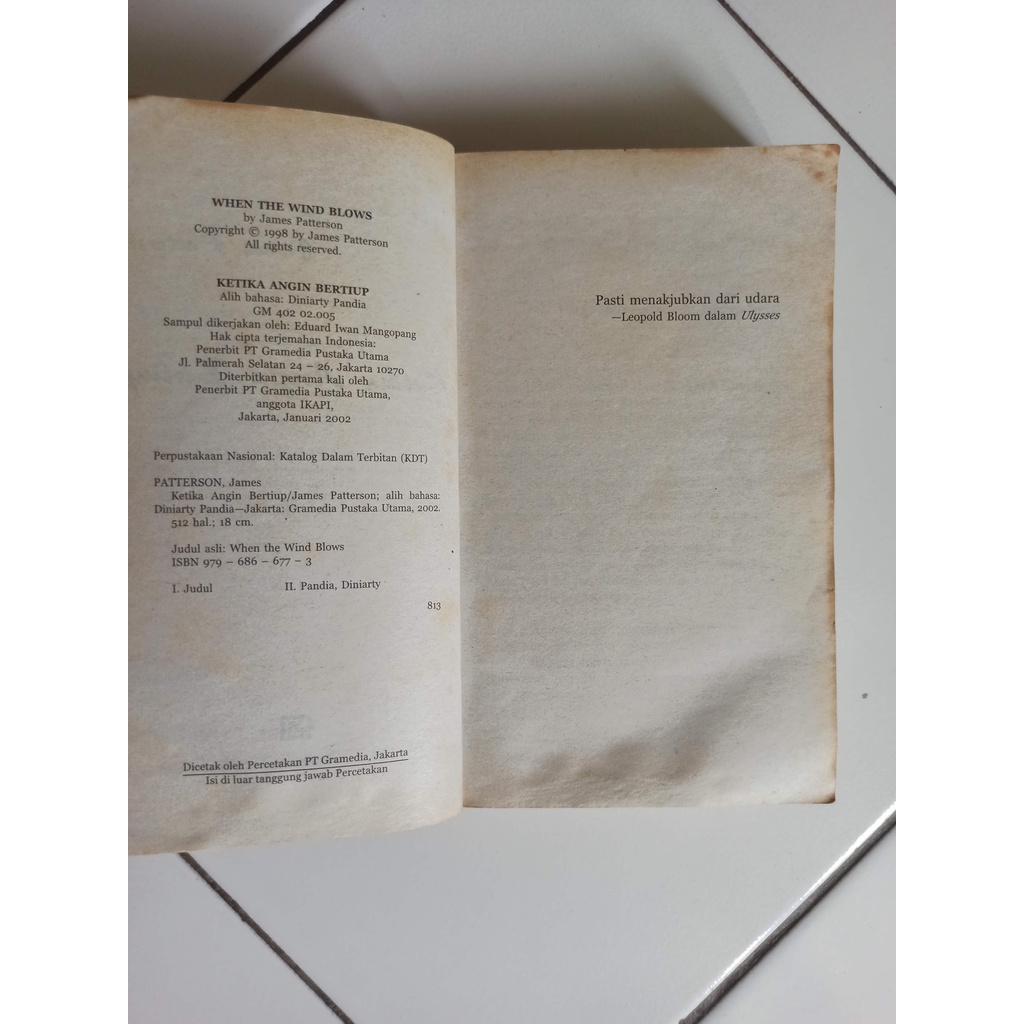 WHEN THE WIND BLOWS
by James Patterson
Copyright © 1998 by James Patterson
All rights reserved.
KETIKA ANGIN BERTIUP
Alih bahasa: Diniarty Pandia
GM 402 02.005
Sampul dikerjakan oleh: Eduard Iwan Mangopang
Hak cipta terjemahan Indonesia:
Penerbit PT Gramedia Pustaka Utama
Jl. Palmerah Selatan 24 – 26, Jakarta 10270
Diterbitkan pertama kali oleh
Penerbit PT Gramedia Pustaka Utama,
anggota IKAPI,
Jakarta, Januari 2002
Perpustakaan Nasional: Katalog Dalam Terbitan (KDT)
PATTERSON, James
Ketika Angin Bertiup/James Patterson; alih bahasa:
Diniarty Pandia—Jakarta: Gramedia Pustaka Utama, 2002.
512 hal.; 18 cm.
Judul asli: When the Wind Blows
ISBN 979 – 686 – 677 – 3
I. Judul II. Pandia, Diniarty
813
Dicetak oleh Percetakan PT Gramedia, Jakarta
Isi di luar tanggung jawab Percetakan
Pasti menakjubkan dari udara
—Leopold Bloom dalam Ulysses